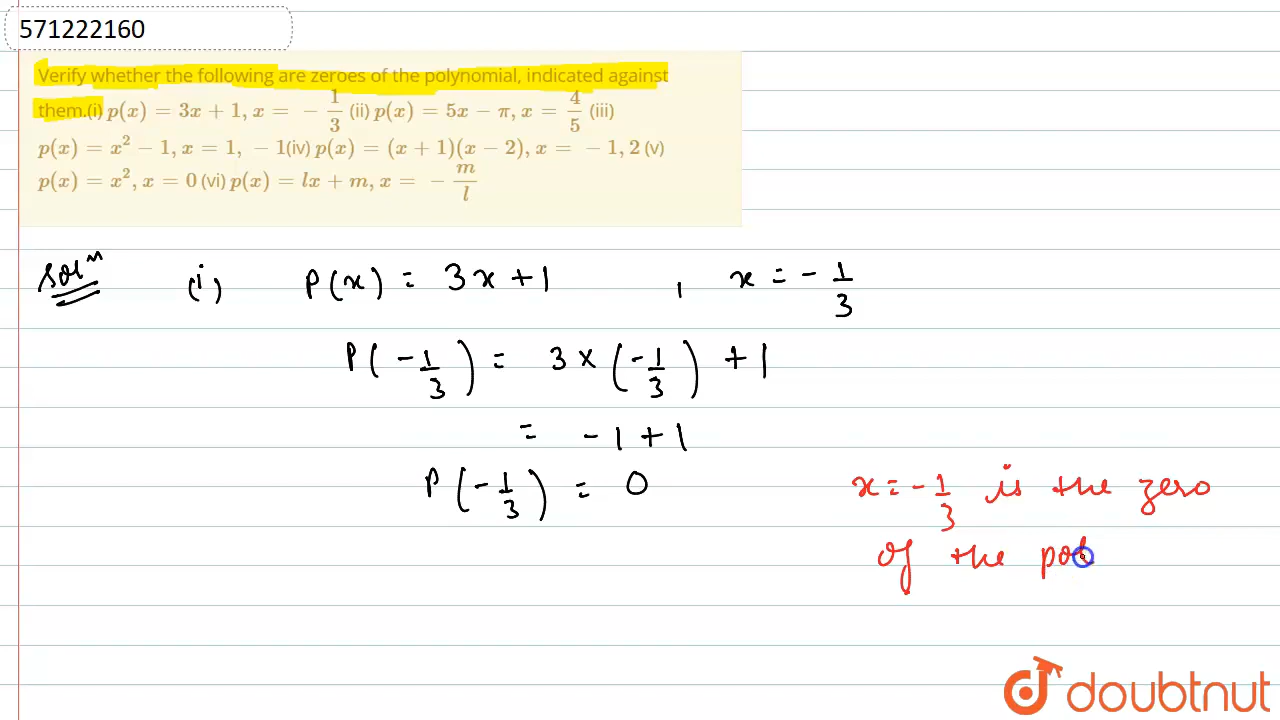 571222160
Verify whether the following are zeroes of the polynomial, indicated against
them.(i) p(x) = 3x + 1, x = −1/3 (ii) p(x) = 5x − π, x = 4/5 (iii)
p(x) = x² − 1, x = 1, −1(iv) p(x) = (x + 1)(x − 2), x = −1, 2 (v)
p(x) = x², x = 0 (vi) p(x) = lx + m, x = −m/l
Solⁿ (i) P(x) = 3x + 1 , x = −1/3
P(−1/3) = 3 × (−1/3) + 1
= −1 + 1
P(−1/3) = 0
x = −1/3 is the zero
of the pol
doubtnut